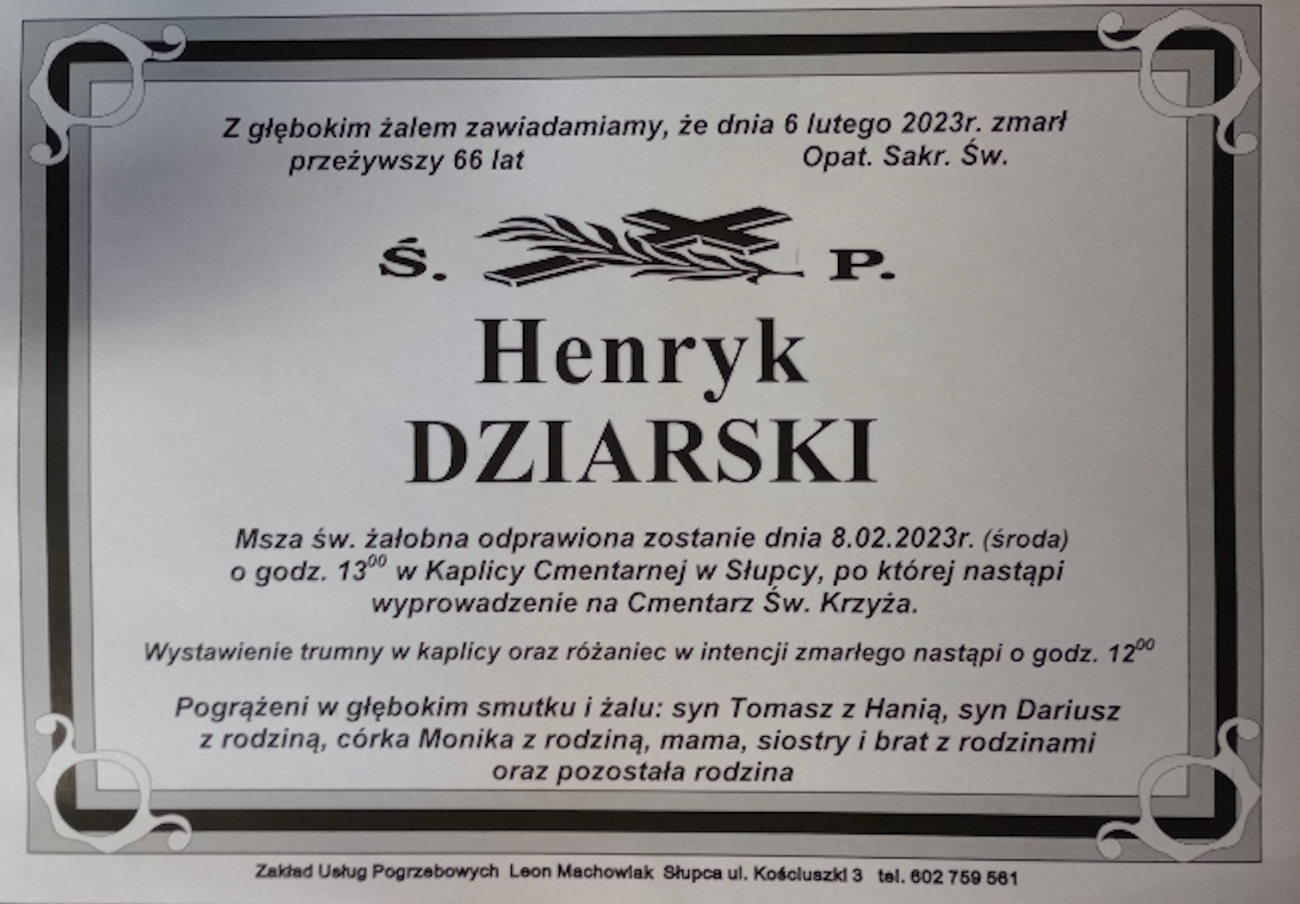 Z głębokim żalem zawiadamiamy, że dnia 6 lutego 2023r. zmarł
przeżywszy 66 lat Opat. Sakr. Św.
Ś. P.
Henryk
DZIARSKI
Msza św. żałobna odprawiona zostanie dnia 8.02.2023r. (środa)
o godz. 13⁰⁰ w Kaplicy Cmentarnej w Słupcy, po której nastąpi
wyprowadzenie na Cmentarz Św. Krzyża.
Wystawienie trumny w kaplicy oraz różaniec w intencji zmarłego nastąpi o godz. 12⁰⁰
Pogrążeni w głębokim smutku i żalu: syn Tomasz z Hanią, syn Dariusz
z rodziną, córka Monika z rodziną, mama, siostry i brat z rodzinami
oraz pozostała rodzina
Zakład Usług Pogrzebowych Leon Machowiak Słupca ul. Kościuszki 3 tel. 602 759 561